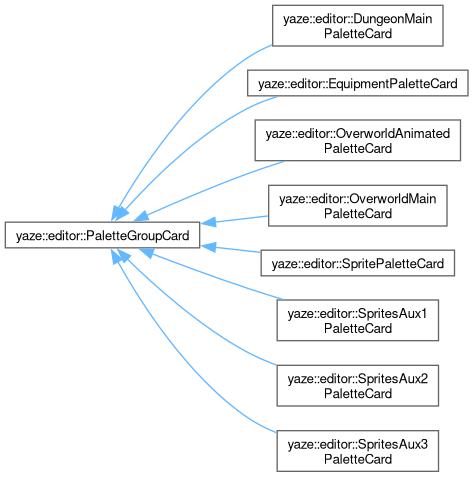 yaze::editor::DungeonMain
PaletteCard
yaze::editor::EquipmentPaletteCard
yaze::editor::OverworldAnimated
PaletteCard
yaze::editor::OverworldMain
PaletteCard
yaze::editor::PaletteGroupCard
yaze::editor::SpritePaletteCard
yaze::editor::SpritesAux1
PaletteCard
yaze::editor::SpritesAux2
PaletteCard
yaze::editor::SpritesAux3
PaletteCard